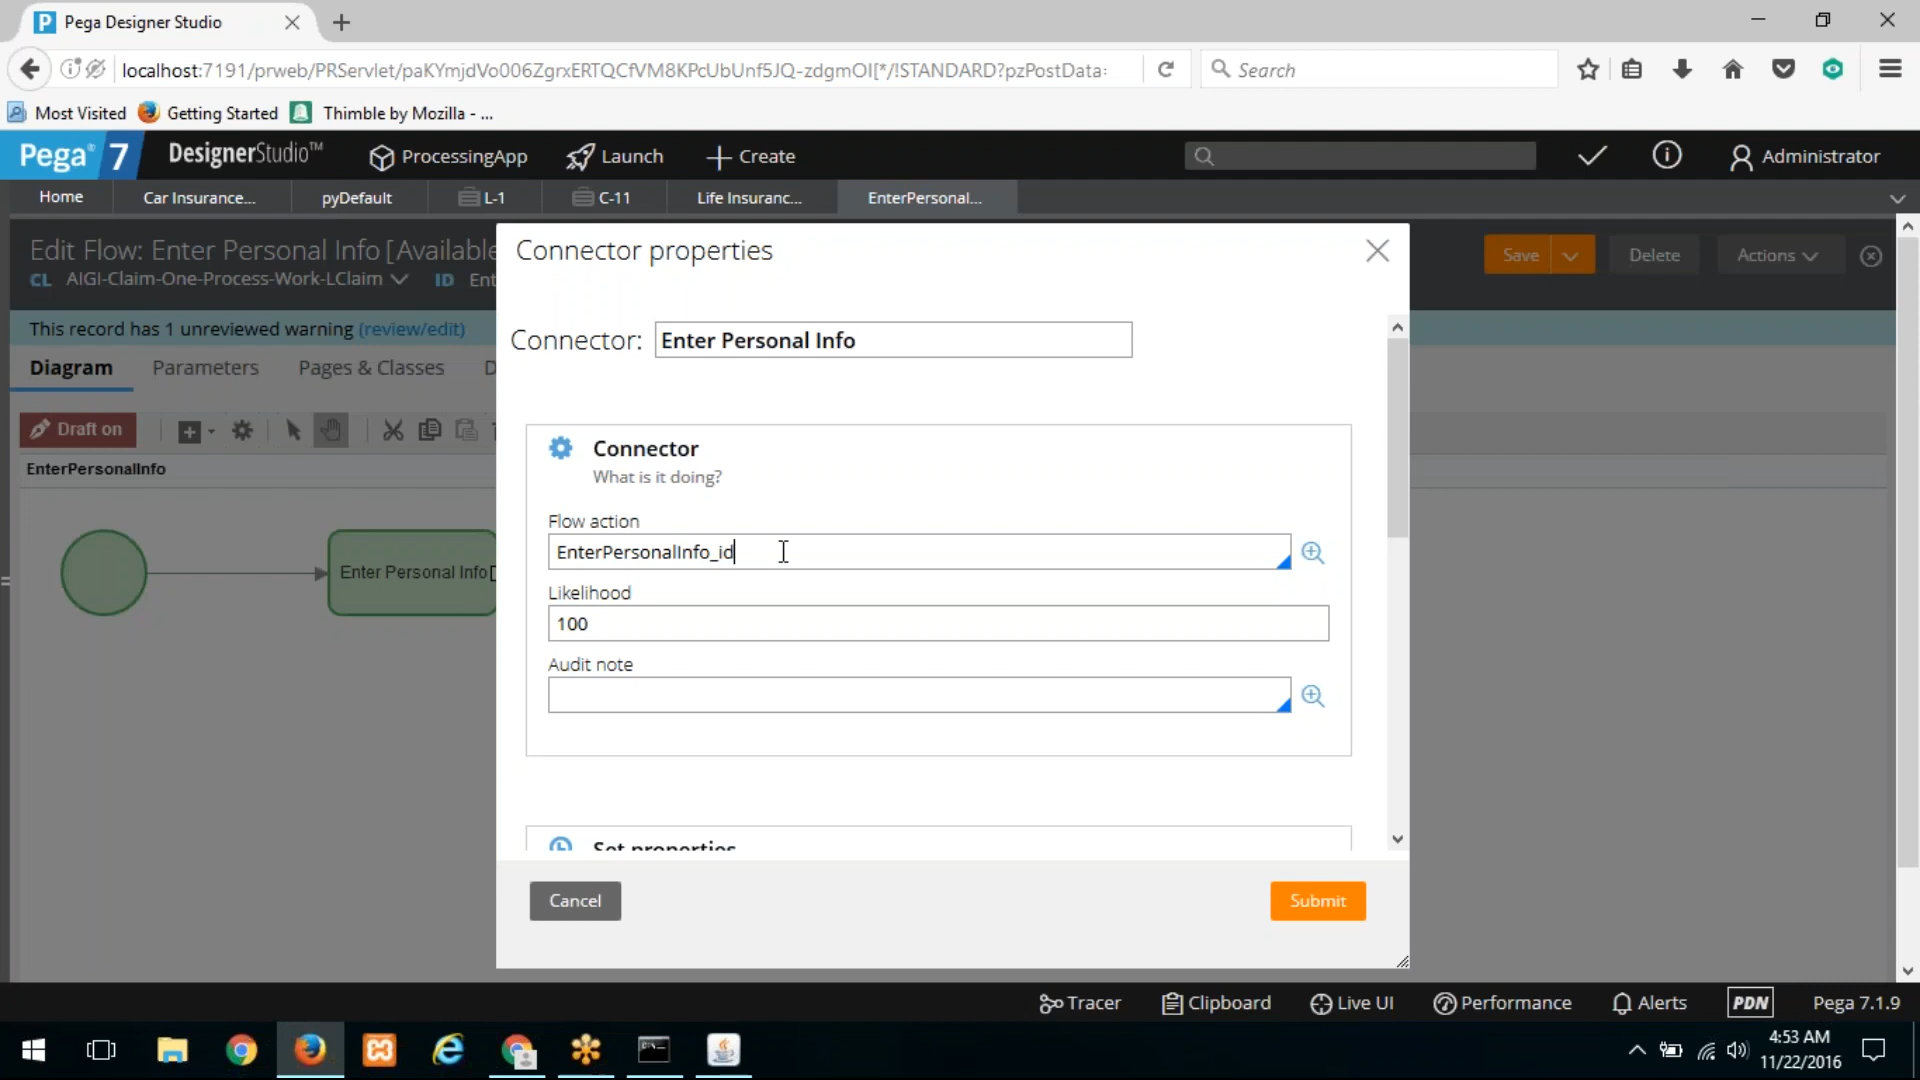 Pega Designer Studio
localhost:7191/prweb/PRServlet/paKYmjdVo006ZgrxERTQCfVM8KPcUbUnf5JQ-zdgmOI[*/!STANDARD?pzPostData:
Search
Most Visited Getting Started Thimble by Mozilla - ...
Pega® 7 DesignerStudio™ ProcessingApp Launch Create Administrator
Home Car Insurance... pyDefault L-1 C-11 Life Insuranc... EnterPersonal...
Edit Flow: Enter Personal Info [Available
Save Delete Actions
CL AIGI-Claim-One-Process-Work-LClaim ID Ent
This record has 1 unreviewed warning (review/edit)
Diagram Parameters Pages & Classes D
Draft on
EnterPersonalInfo
Enter Personal Info
Connector properties
Connector: Enter Personal Info
Connector
What is it doing?
Flow action
EnterPersonalInfo_id
Likelihood
100
Audit note
Set properties
Cancel Submit
Tracer Clipboard Live UI Performance Alerts PDN Pega 7.1.9
4:53 AM
11/22/2016